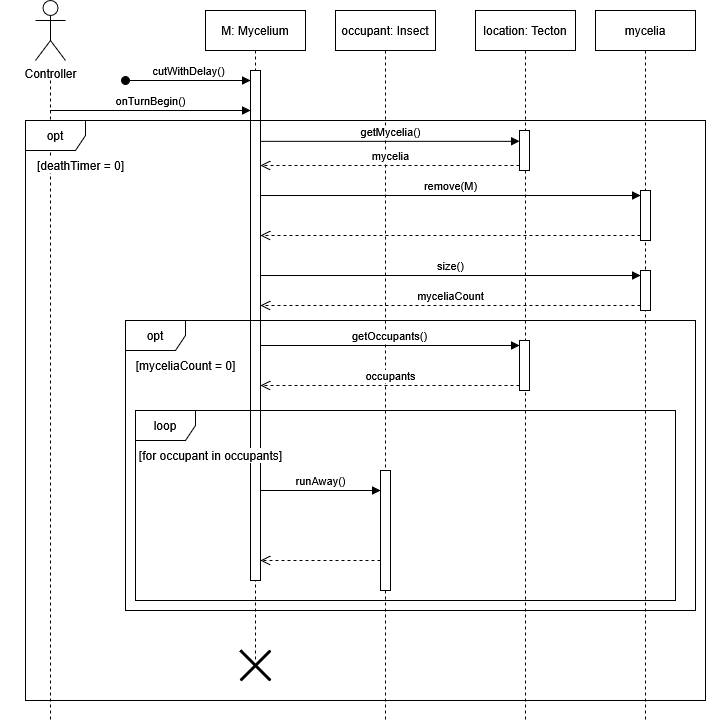 M: Mycelium
occupant: Insect
location: Tecton
mycelia
Controller
cutWithDelay()
onTurnBegin()
opt
[deathTimer = 0]
getMycelia()
mycelia
remove(M)
size()
myceliaCount
opt
[myceliaCount = 0]
getOccupants()
occupants
loop
[for occupant in occupants]
runAway()